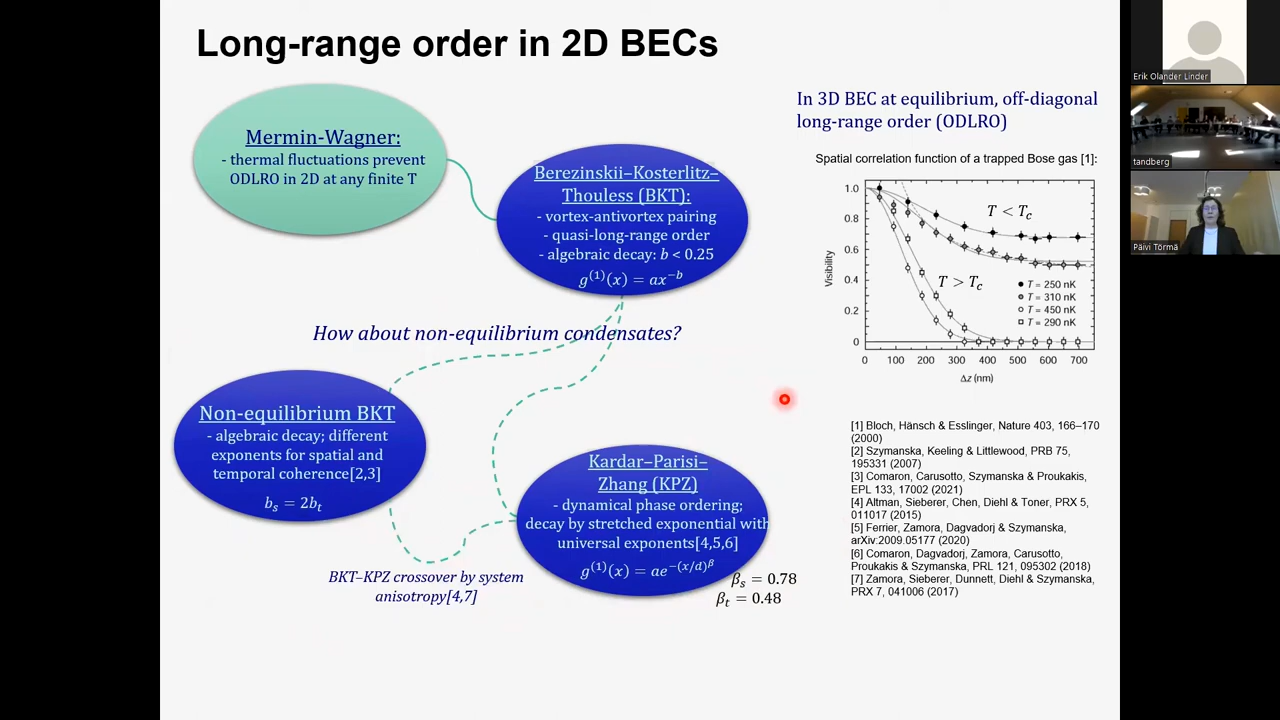 Long-range order in 2D BECs
Mermin-Wagner:
- thermal fluctuations prevent
ODLRO in 2D at any finite T
Berezinskii–Kosterlitz–
Thouless (BKT):
- vortex-antivortex pairing
- quasi-long-range order
- algebraic decay: b < 0.25
g⁽¹⁾(x) = ax⁻ᵇ
How about non-equilibrium condensates?
Non-equilibrium BKT
- algebraic decay; different
exponents for spatial and
temporal coherence[2,3]
bₛ = 2bₜ
Kardar–Parisi–
Zhang (KPZ)
- dynamical phase ordering;
decay by stretched exponential with
universal exponents[4,5,6]
g⁽¹⁾(x) = ae^{-(x/d)^β}
βₛ = 0.78
βₜ = 0.48
BKT–KPZ crossover by system
anisotropy[4,7]
In 3D BEC at equilibrium, off-diagonal
long-range order (ODLRO)
Spatial correlation function of a trapped Bose gas [1]:
Visibility
1.0
0.8
0.6
0.4
0.2
0
T < T_c
T > T_c
T = 250 nK
T = 310 nK
T = 450 nK
T = 290 nK
0 100 200 300 400 500 600 700
Δz (nm)
[1] Bloch, Hänsch & Esslinger, Nature 403, 166–170
(2000)
[2] Szymanska, Keeling & Littlewood, PRB 75,
195331 (2007)
[3] Comaron, Carusotto, Szymanska & Proukakis,
EPL 133, 17002 (2021)
[4] Altman, Sieberer, Chen, Diehl & Toner, PRX 5,
011017 (2015)
[5] Ferrier, Zamora, Dagvadorj & Szymanska,
arXiv:2009.05177 (2020)
[6] Comaron, Dagvadorj, Zamora, Carusotto,
Proukakis & Szymanska, PRL 121, 095302 (2018)
[7] Zamora, Sieberer, Dunnett, Diehl & Szymanska,
PRX 7, 041006 (2017)
Erik Olander Linder
tandberg
Päivi Törmä